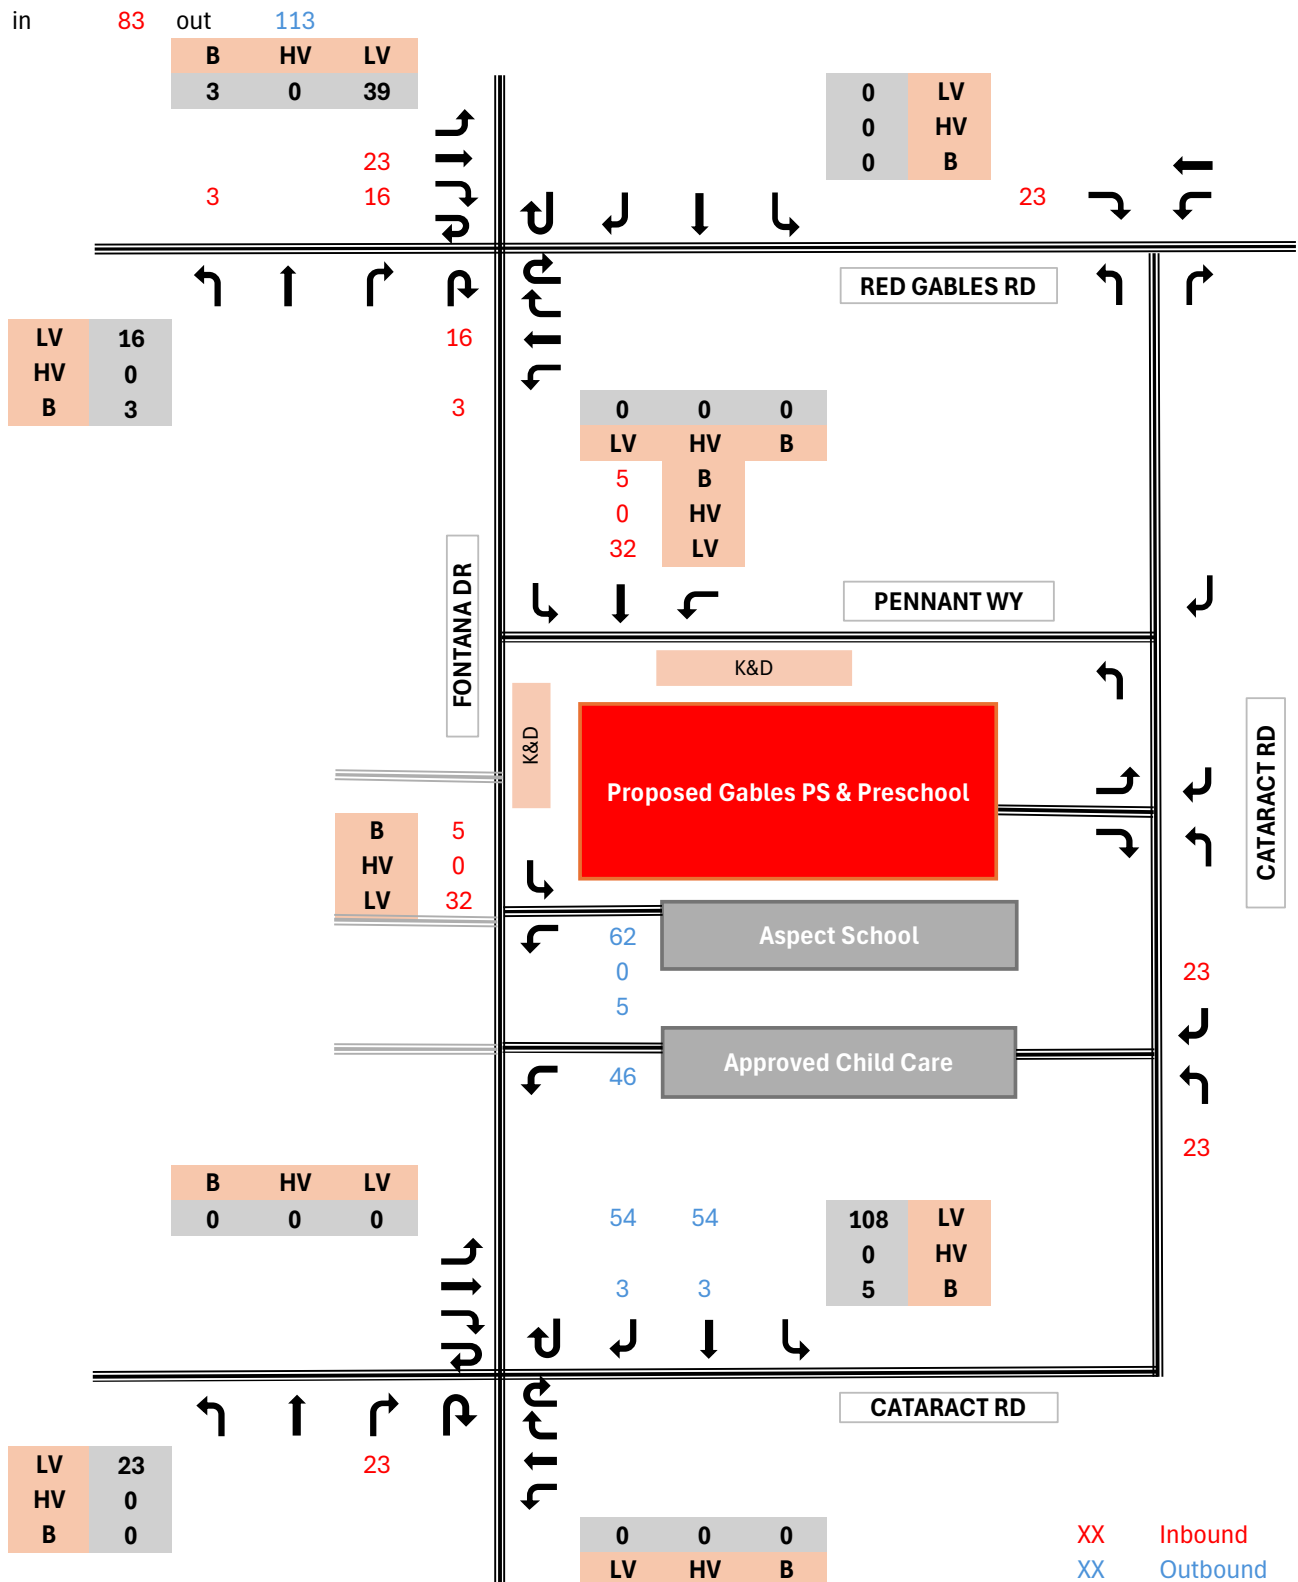 in 83 out 113
B HV LV
3 0 39
0 LV
0 HV
0 B
23
3 16
23
RED GABLES RD
LV 16
HV 0
B 3
16
3
0 0 0
LV HV B
5 B
0 HV
32 LV
FONTANA DR
PENNANT WY
K&D
K&D
Proposed Gables PS & Preschool
CATARACT RD
B 5
HV 0
LV 32
Aspect School
62
0
5
23
Approved Child Care
46
23
B HV LV
0 0 0
54 54
3 3
108 LV
0 HV
5 B
CATARACT RD
LV 23
HV 0
B 0
23
0 0 0
LV HV B
XX Inbound
XX Outbound